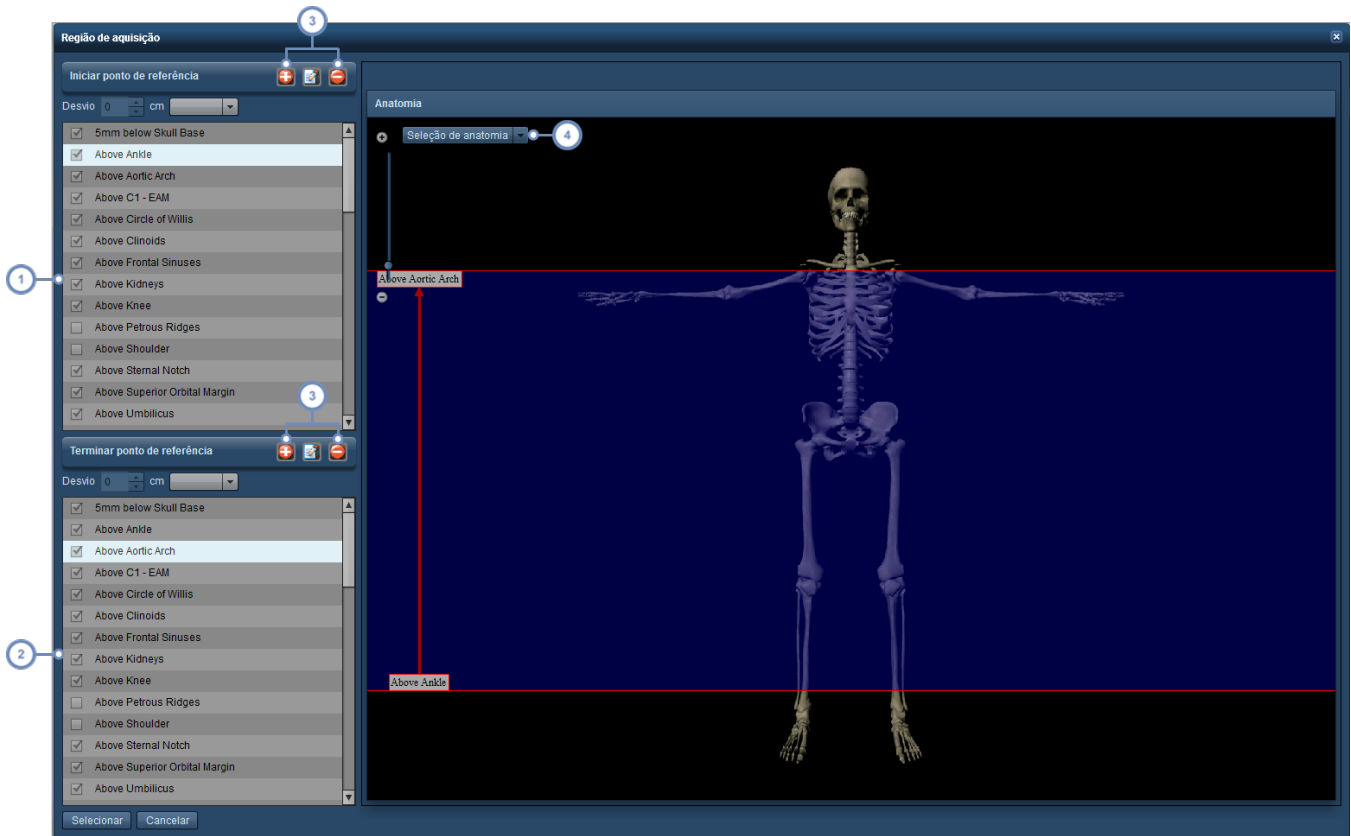 3
Região de aquisição
Iniciar ponto de referência
Desvio 0 cm
5mm below Skull Base
Above Ankle
Above Aortic Arch
Above C1 - EAM
Above Circle of Willis
Above Clinoids
Above Frontal Sinuses
1
Above Kidneys
Above Knee
Above Petrous Ridges
Above Shoulder
Above Sternal Notch
Above Superior Orbital Margin
Above Umbilicus
3
Terminar ponto de referência
Desvio 0 cm
5mm below Skull Base
Above Ankle
Above Aortic Arch
Above C1 - EAM
Above Circle of Willis
Above Clinoids
Above Frontal Sinuses
2
Above Kidneys
Above Knee
Above Petrous Ridges
Above Shoulder
Above Sternal Notch
Above Superior Orbital Margin
Above Umbilicus
Selecionar Cancelar
Anatomia
Seleção de anatomia 4
Above Aortic Arch
Above Ankle